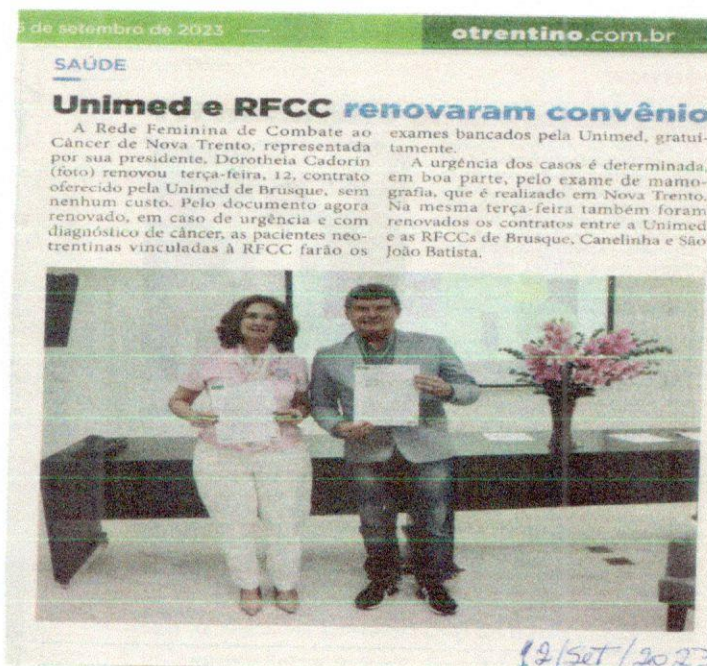 5 de setembro de 2023
otrentino.com.br
SAÚDE
Unimed e RFCC renovaram convênio
A Rede Feminina de Combate ao
Câncer de Nova Trento, representada
por sua presidente, Dorotheia Cadorin
(foto) renovou terça-feira, 12, contrato
oferecido pela Unimed de Brusque, sem
nenhum custo. Pelo documento agora
renovado, em caso de urgência e com
diagnóstico de câncer, as pacientes neo-
trentinas vinculadas à RFCC farão os
exames bancados pela Unimed, gratui-
tamente.
A urgência dos casos é determinada,
em boa parte, pelo exame de mamo-
grafia, que é realizado em Nova Trento.
Na mesma terça-feira também foram
renovados os contratos entre a Unimed
e as RFCCs de Brusque, Canelinha e São
João Batista.
12/Set/2023